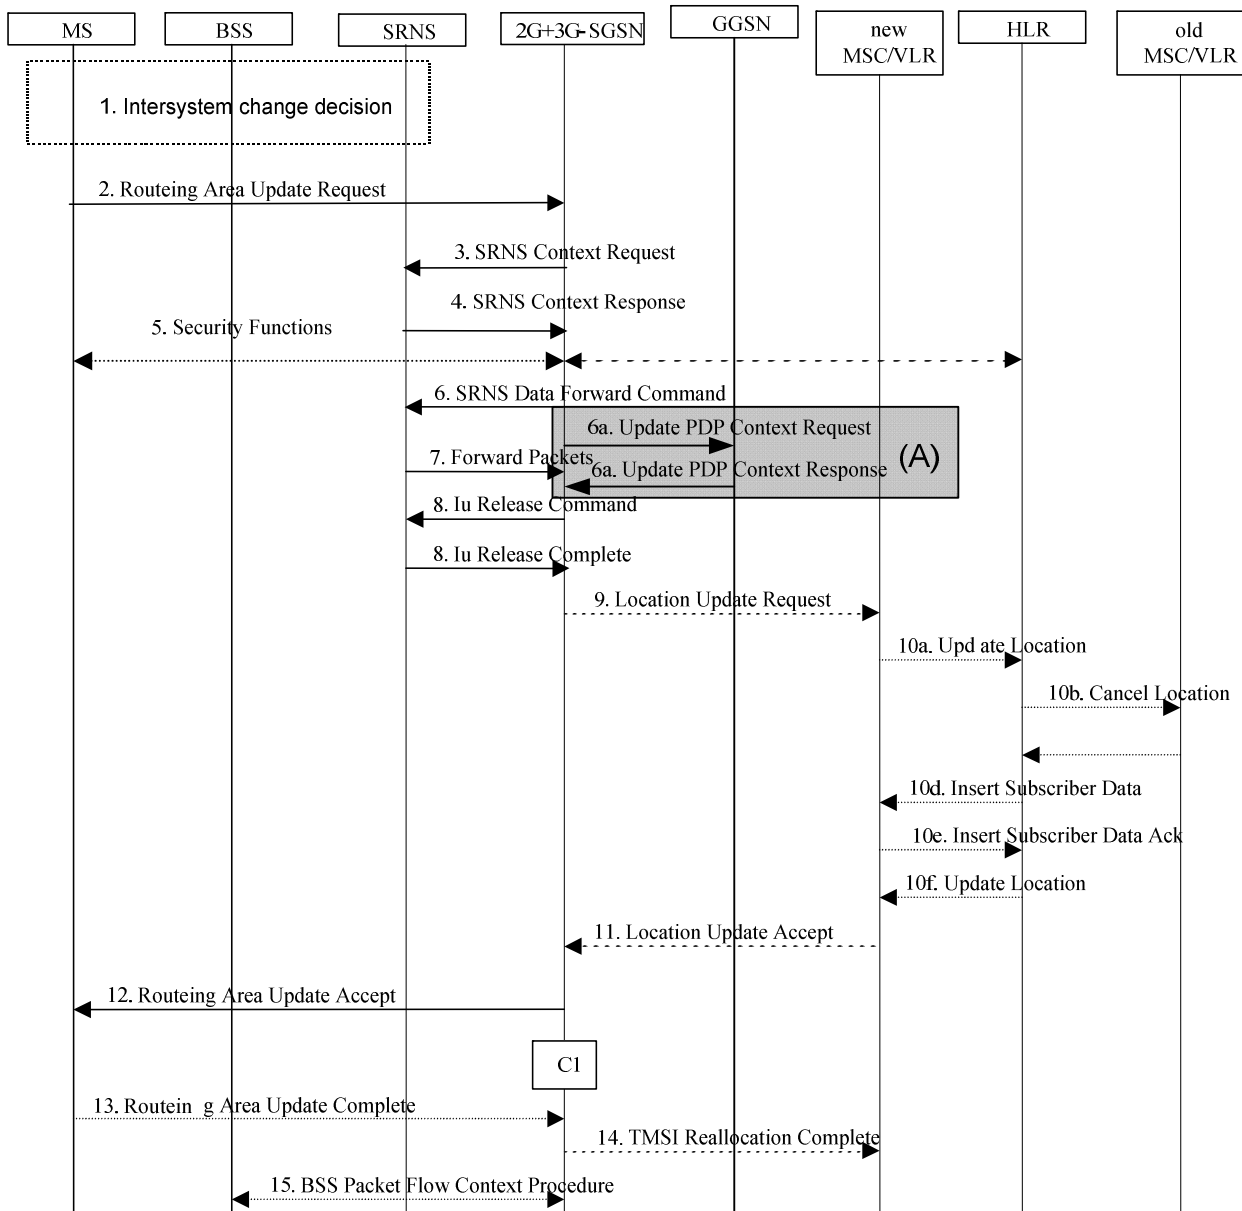 MS
BSS
SRNS
2G+3G-SGSN
GGSN
new
MSC/VLR
HLR
old
MSC/VLR
1. Intersystem change decision
2. Routeing Area Update Request
3. SRNS Context Request
4. SRNS Context Response
5. Security Functions
6. SRNS Data Forward Command
6a. Update PDP Context Request
(A)
7. Forward Packets
6a. Update PDP Context Response
8. Iu Release Command
8. Iu Release Complete
9. Location Update Request
10a. Upd ate Location
10b. Cancel Location
10d. Insert Subscriber Data
10e. Insert Subscriber Data Ack
10f. Update Location
11. Location Update Accept
12. Routeing Area Update Accept
C1
13. Routein g Area Update Complete
14. TMSI Reallocation Complete
15. BSS Packet Flow Context Procedure